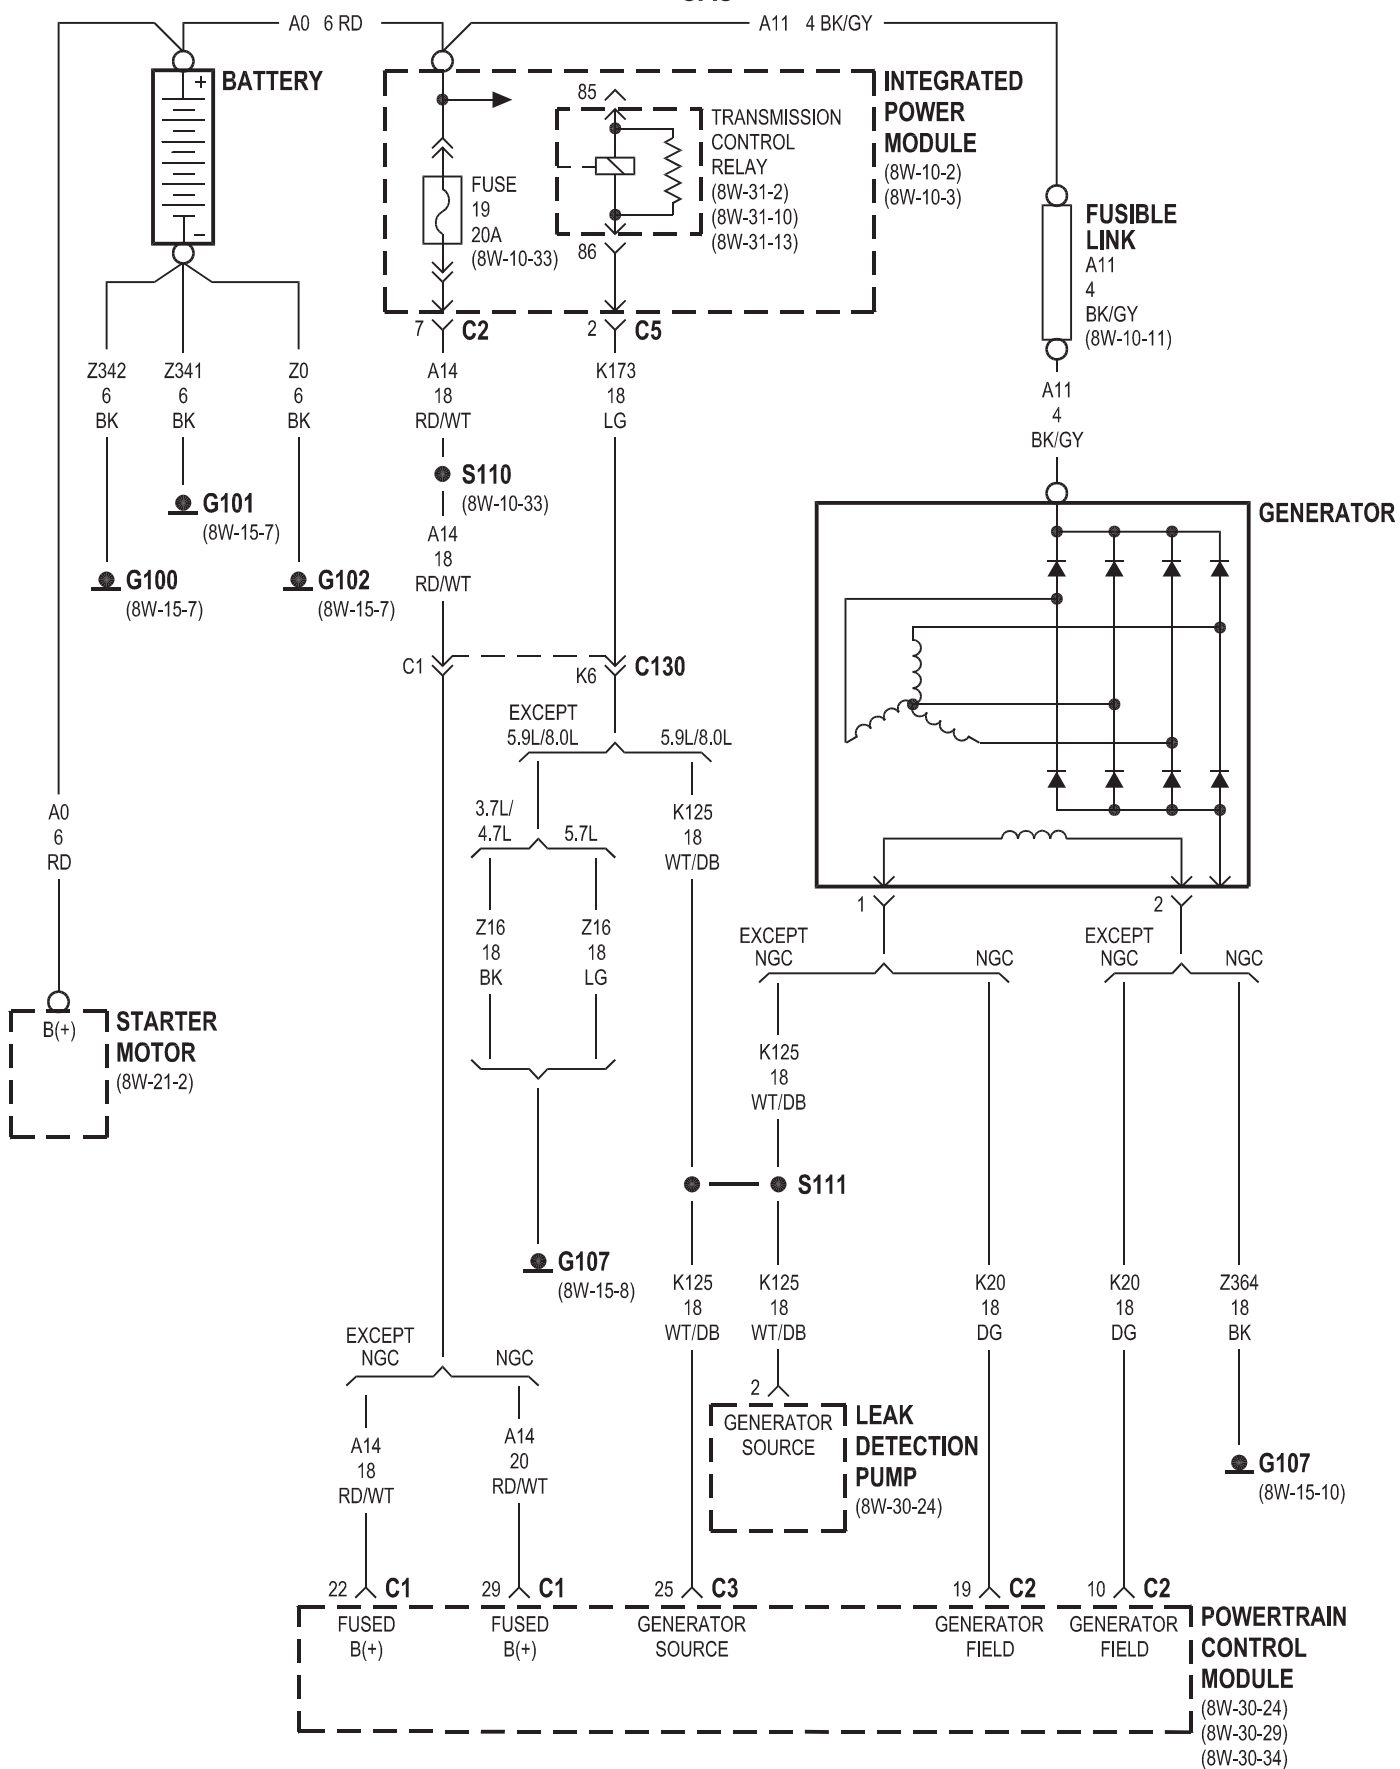 A0 6 RD
A11 4 BK/GY
BATTERY
+
−
INTEGRATED
POWER
MODULE
(8W-10-2)
(8W-10-3)
85
TRANSMISSION
CONTROL
RELAY
(8W-31-2)
(8W-31-10)
(8W-31-13)
86
FUSE
19
20A
(8W-10-33)
FUSIBLE
LINK
A11
4
BK/GY
(8W-10-11)
7 C2
2 C5
Z342
6
BK
Z341
6
BK
Z0
6
BK
A14
18
RD/WT
K173
18
LG
A11
4
BK/GY
S110
(8W-10-33)
G101
(8W-15-7)
G100
(8W-15-7)
G102
(8W-15-7)
A14
18
RD/WT
GENERATOR
C1
K6
C130
EXCEPT
5.9L/8.0L
5.9L/8.0L
3.7L/
4.7L
5.7L
K125
18
WT/DB
A0
6
RD
Z16
18
BK
Z16
18
LG
1
2
EXCEPT
NGC
NGC
EXCEPT
NGC
NGC
B(+)
STARTER
MOTOR
(8W-21-2)
K125
18
WT/DB
S111
G107
(8W-15-8)
K125
18
WT/DB
K125
18
WT/DB
K20
18
DG
K20
18
DG
Z364
18
BK
EXCEPT
NGC
NGC
2
GENERATOR
SOURCE
LEAK
DETECTION
PUMP
(8W-30-24)
A14
18
RD/WT
A14
20
RD/WT
G107
(8W-15-10)
22 C1
29 C1
25 C3
19 C2
10 C2
FUSED
B(+)
FUSED
B(+)
GENERATOR
SOURCE
GENERATOR
FIELD
GENERATOR
FIELD
POWERTRAIN
CONTROL
MODULE
(8W-30-24)
(8W-30-29)
(8W-30-34)